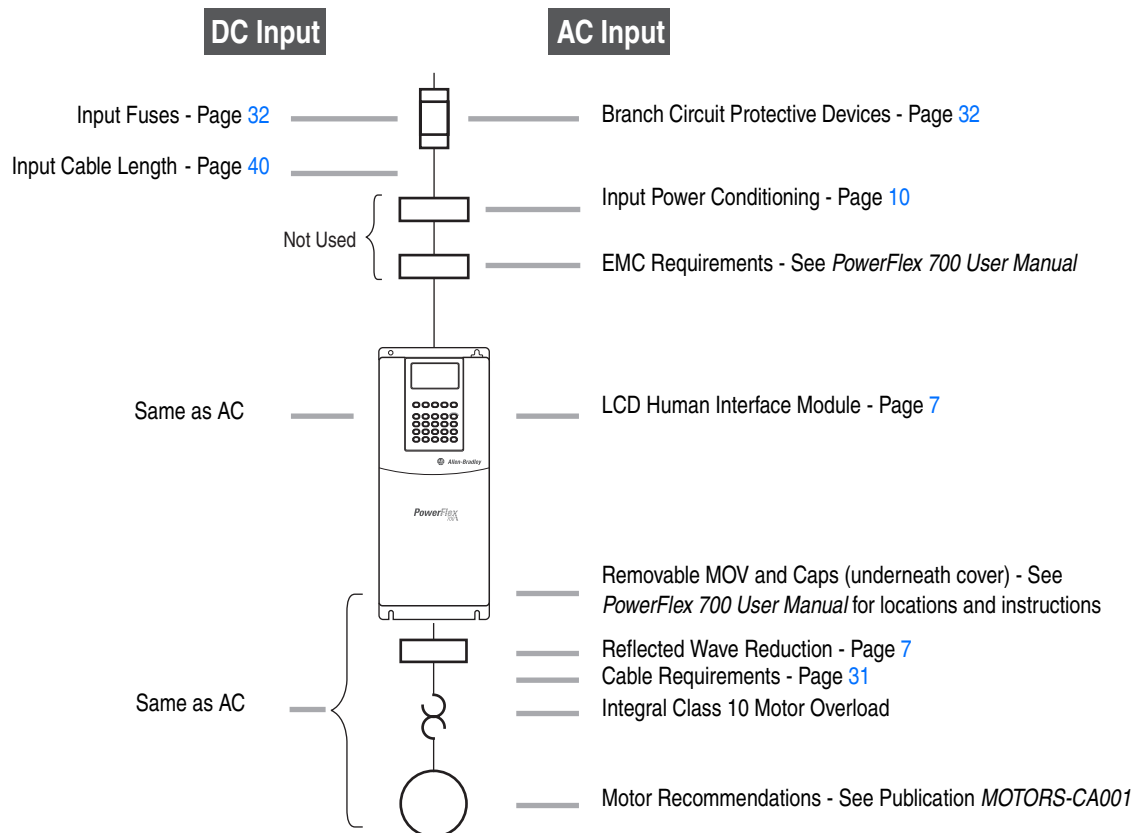 DC Input
AC Input
Input Fuses - Page 32
Branch Circuit Protective Devices - Page 32
Input Cable Length - Page 40
Input Power Conditioning - Page 10
Not Used
EMC Requirements - See PowerFlex 700 User Manual
Same as AC
LCD Human Interface Module - Page 7
Allen-Bradley
PowerFlex
700
Removable MOV and Caps (underneath cover) - See
PowerFlex 700 User Manual for locations and instructions
Reflected Wave Reduction - Page 7
Cable Requirements - Page 31
Same as AC
Integral Class 10 Motor Overload
Motor Recommendations - See Publication MOTORS-CA001